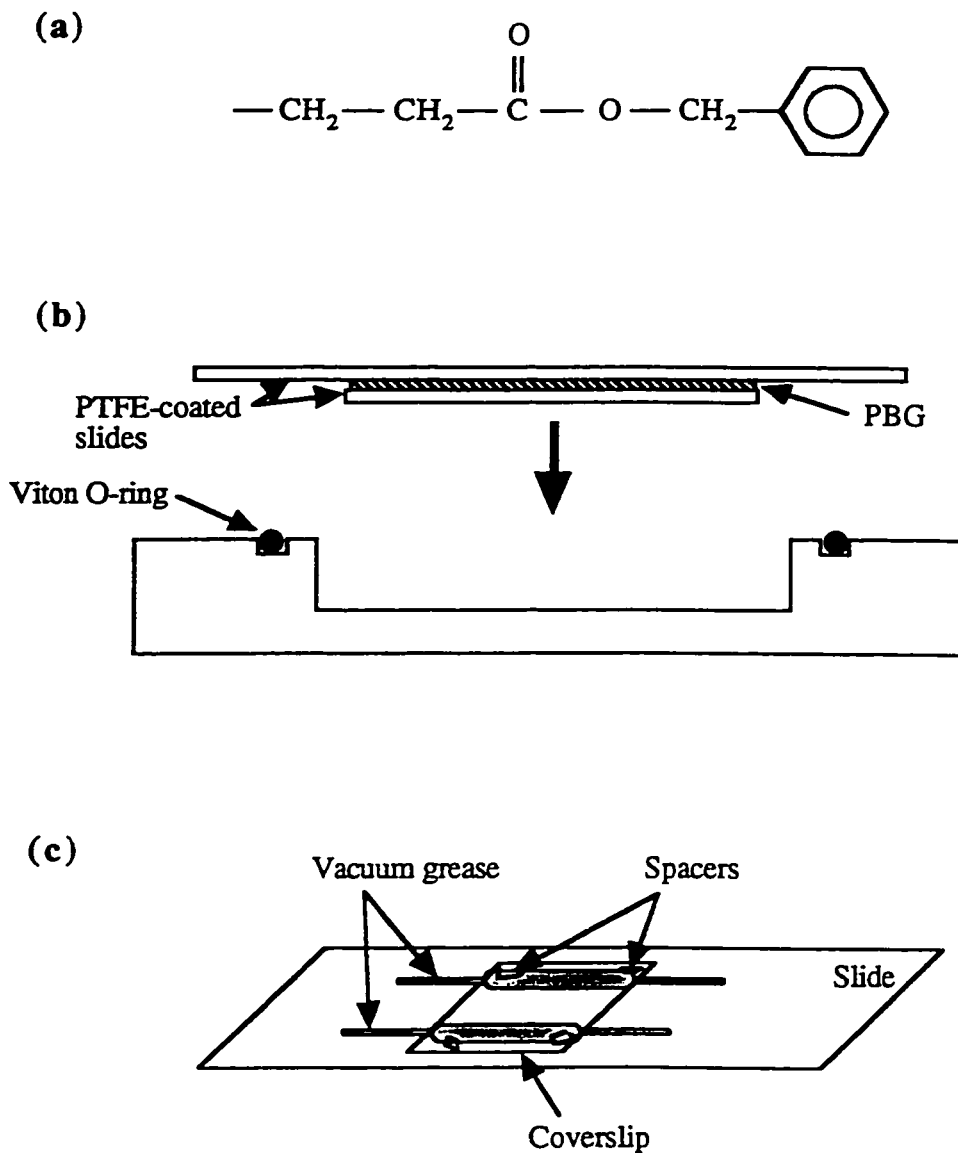 (a)
O
— CH₂ — CH₂ — C — O — CH₂ —
(b)
PTFE-coated
slides
PBG
Viton O-ring
(c)
Vacuum grease
Spacers
Slide
Coverslip